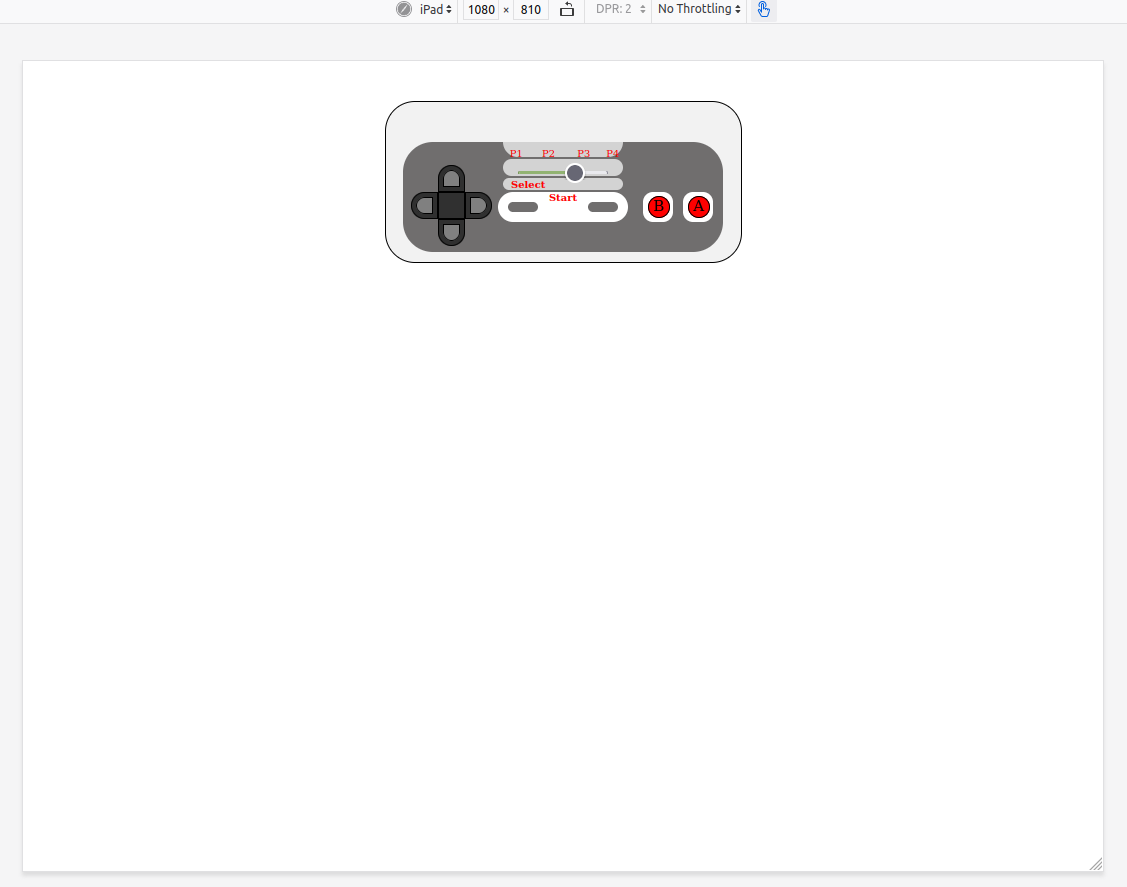 iPad 1080 × 810 DPR: 2 No Throttling
P1 P2 P3 P4
Select
Start
B A